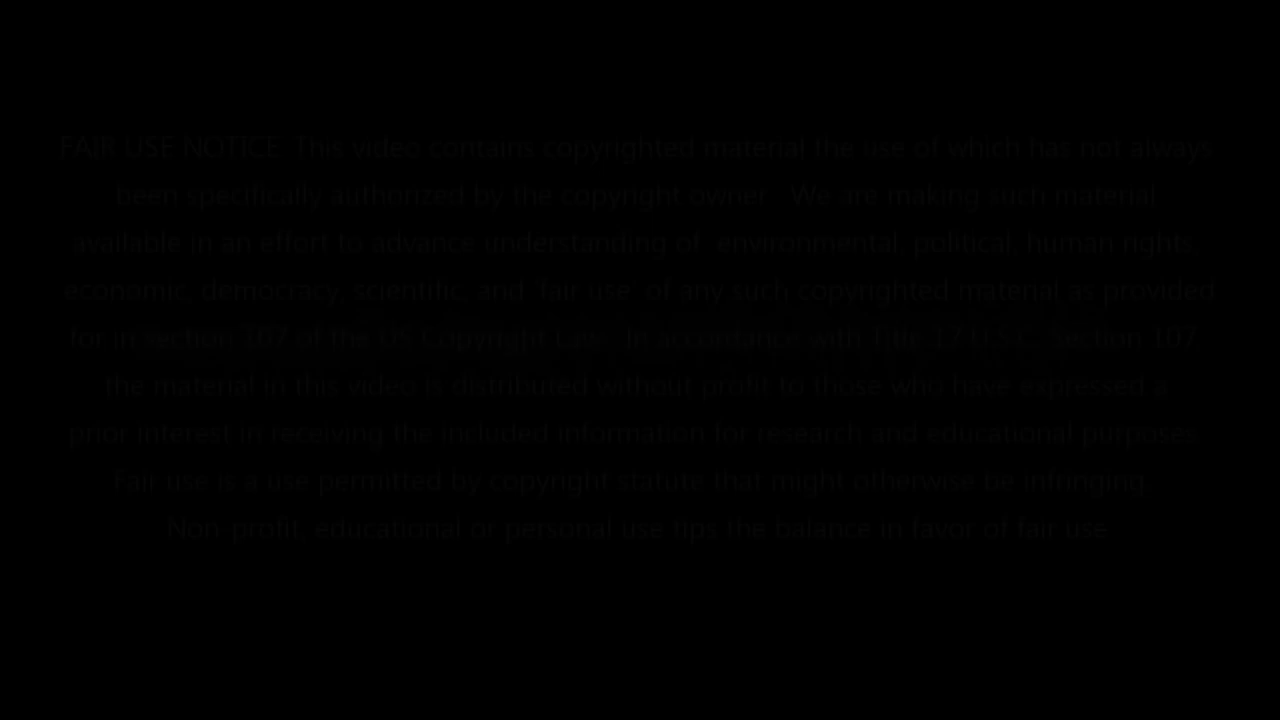 FAIR USE NOTICE This video contains copyrighted material the use of which has not always
been specifically authorized by the copyright owner. We are making such material
available in an effort to advance understanding of environmental, political, human rights,
economic, democracy, scientific, and 'fair use' of any such copyrighted material as provided
for in section 107 of the US Copyright Law. In accordance with Title 17 U.S.C. Section 107
the material in this video is distributed without profit to those who have expressed a
prior interest in receiving the included information for research and educational purposes.
Fair use is a use permitted by copyright statute that might otherwise be infringing.
Non-profit, educational or personal use tips the balance in favor of fair use.